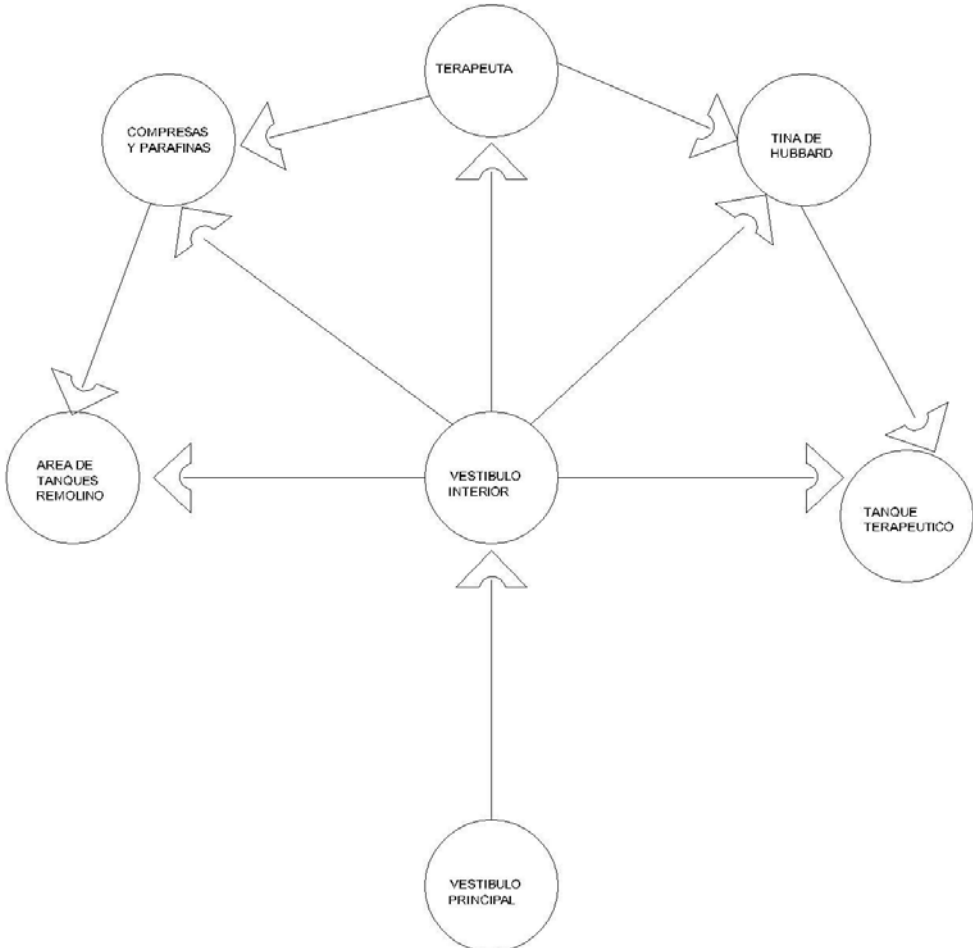 TERAPEUTA
COMPRESAS
Y PARAFINAS
TINA DE
HUBBARD
AREA DE
TANQUES
REMOLINO
VESTIBULO
INTERIOR
TANQUE
TERAPEUTICO
VESTIBULO
PRINCIPAL